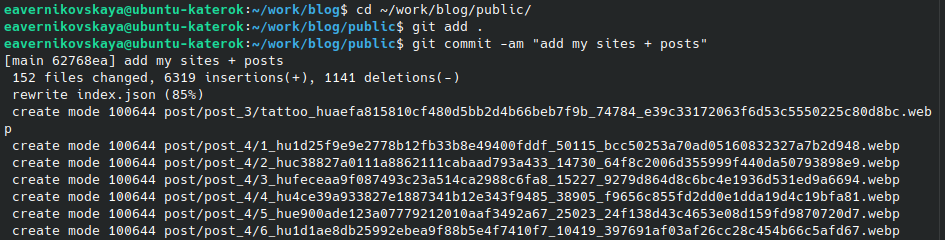 eavernikovskaya@ubuntu-katerok:~/work/blog$ cd ~/work/blog/public/
eavernikovskaya@ubuntu-katerok:~/work/blog/public$ git add .
eavernikovskaya@ubuntu-katerok:~/work/blog/public$ git commit -am "add my sites + posts"
[main 62768ea] add my sites + posts
 152 files changed, 6319 insertions(+), 1141 deletions(-)
 rewrite index.json (85%)
 create mode 100644 post/post_3/tattoo_huaefa815810cf480d5bb2d4b66beb7f9b_74784_e39c33172063f6d53c5550225c80d8bc.web
p
 create mode 100644 post/post_4/1_hu1d25f9e9e2778b12fb33b8e49400fddf_50115_bcc50253a70ad05160832327a7b2d948.webp
 create mode 100644 post/post_4/2_huc38827a0111a8862111cabaad793a433_14730_64f8c2006d355999f440da50793898e9.webp
 create mode 100644 post/post_4/3_hufeceaa9f087493c23a514ca2988c6fa8_15227_9279d864d8c6bc4e1936d531ed9a6694.webp
 create mode 100644 post/post_4/4_hu4ce39a933827e1887341b12e343f9485_38905_f9656c855fd2dd0e1dda19d4c19bfa81.webp
 create mode 100644 post/post_4/5_hue900ade123a07779212010aaf3492a67_25023_24f138d43c4653e08d159fd9870720d7.webp
 create mode 100644 post/post_4/6_hu1d1ae8db25992ebea9f88b5e4f7410f7_10419_397691af03af26cc28c454b66c5afd67.webp